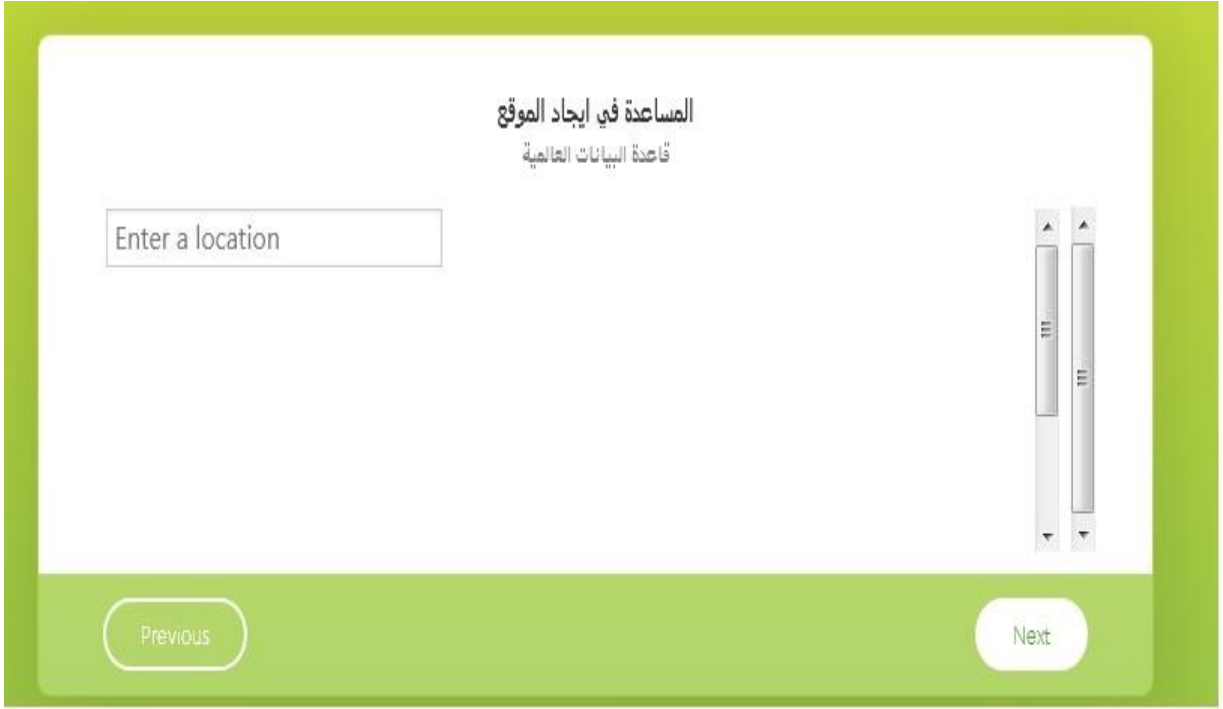 المساعدة في ايجاد الموقع
قاعدة البيانات العالمية
Enter a location
Previous
Next